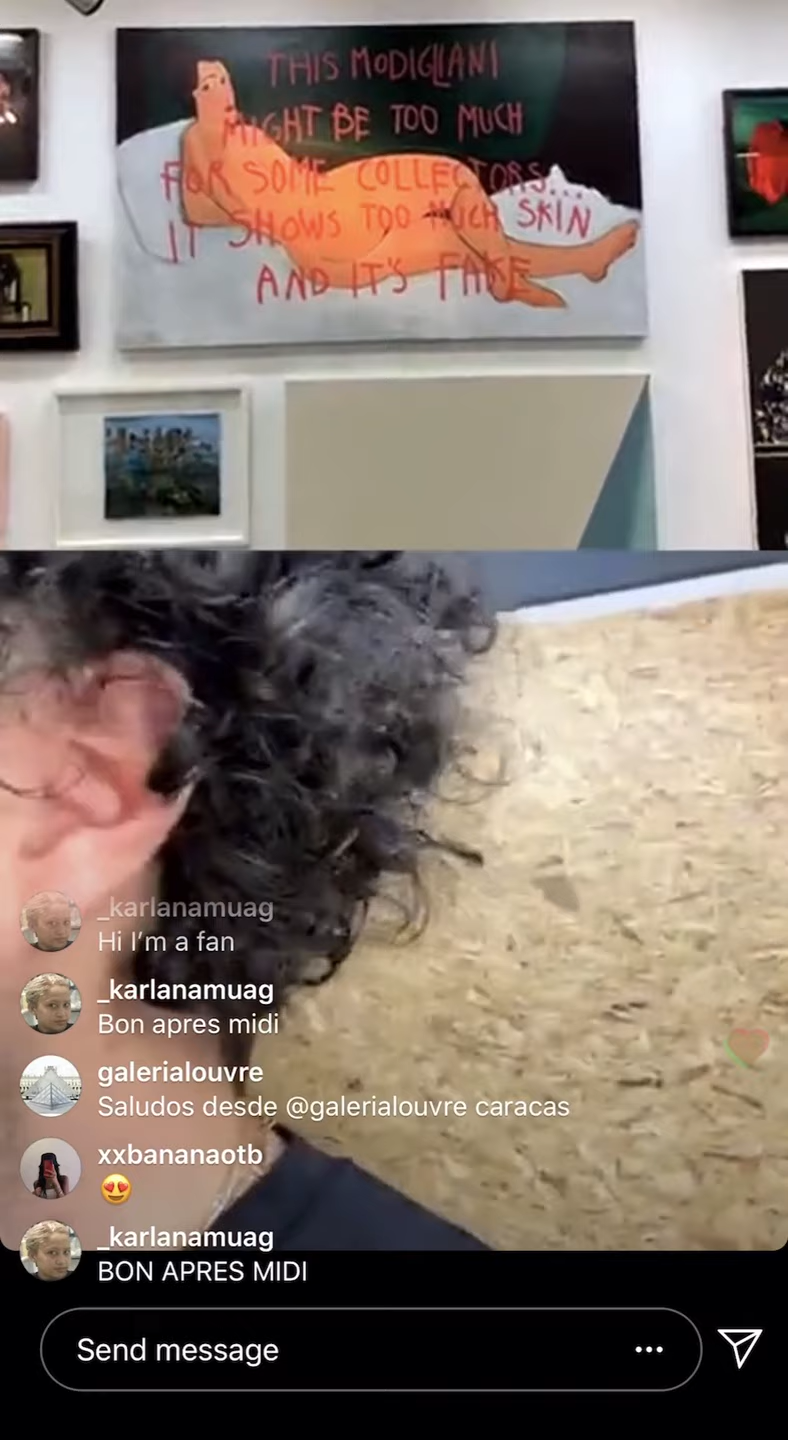 THIS MODIGLIANI
MIGHT BE TOO MUCH
FOR SOME COLLECTORS...
IT SHOWS TOO MUCH SKIN
AND IT'S FAKE
_karlanamuag
Hi I'm a fan
_karlanamuag
Bon apres midi
galerialouvre
Saludos desde @galerialouvre caracas
xxbananaotb
😍
_karlanamuag
BON APRES MIDI
Send message